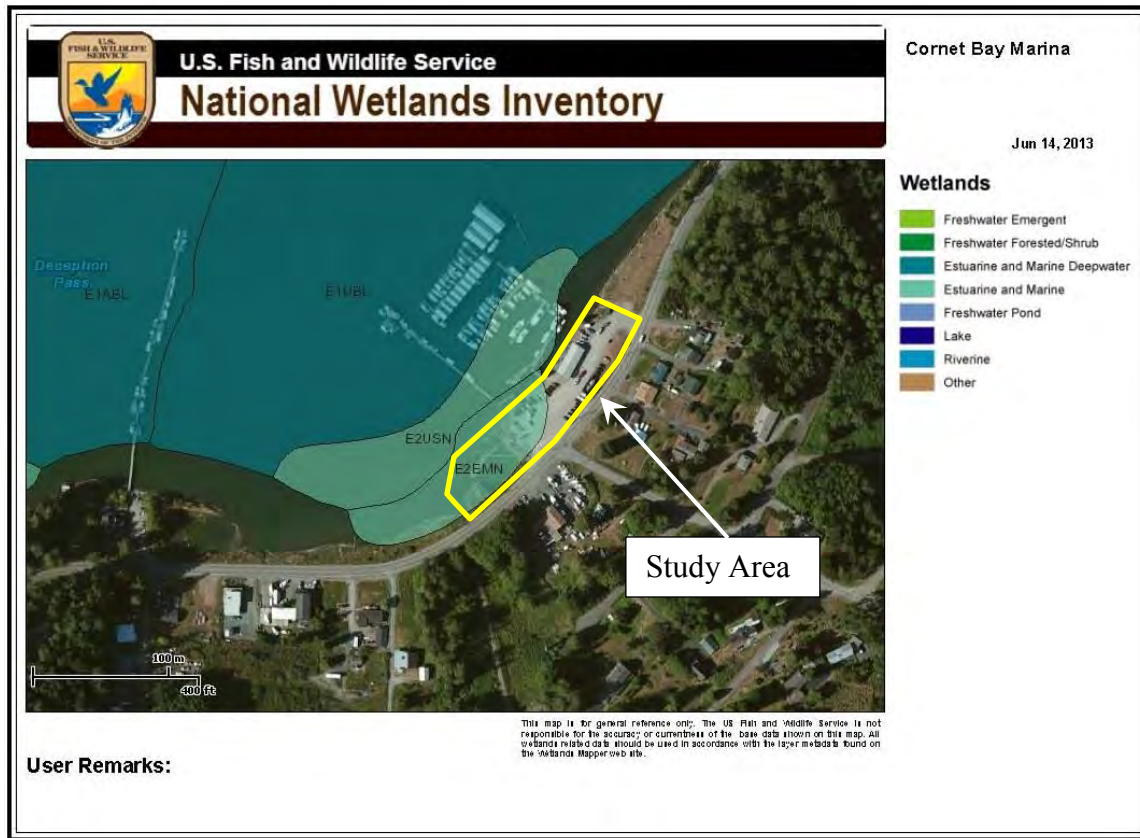 U.S.
FISH & WILDLIFE
SERVICE
DEPARTMENT OF THE INTERIOR
U.S. Fish and Wildlife Service
National Wetlands Inventory
Cornet Bay Marina
Jun 14, 2013
Wetlands
Freshwater Emergent
Freshwater Forested/Shrub
Estuarine and Marine Deepwater
Estuarine and Marine
Freshwater Pond
Lake
Riverine
Other
Deception
Pass
E1ABL
E1UBL
E2USN
E2EMN
Study Area
100 m
400 ft
This map is for general reference only. The US Fish and Wildlife Service is not
responsible for the accuracy or currentness of the base data shown on this map. All
wetlands related data should be used in accordance with the layer metadata found on
the Wetlands Mapper web site.
User Remarks: